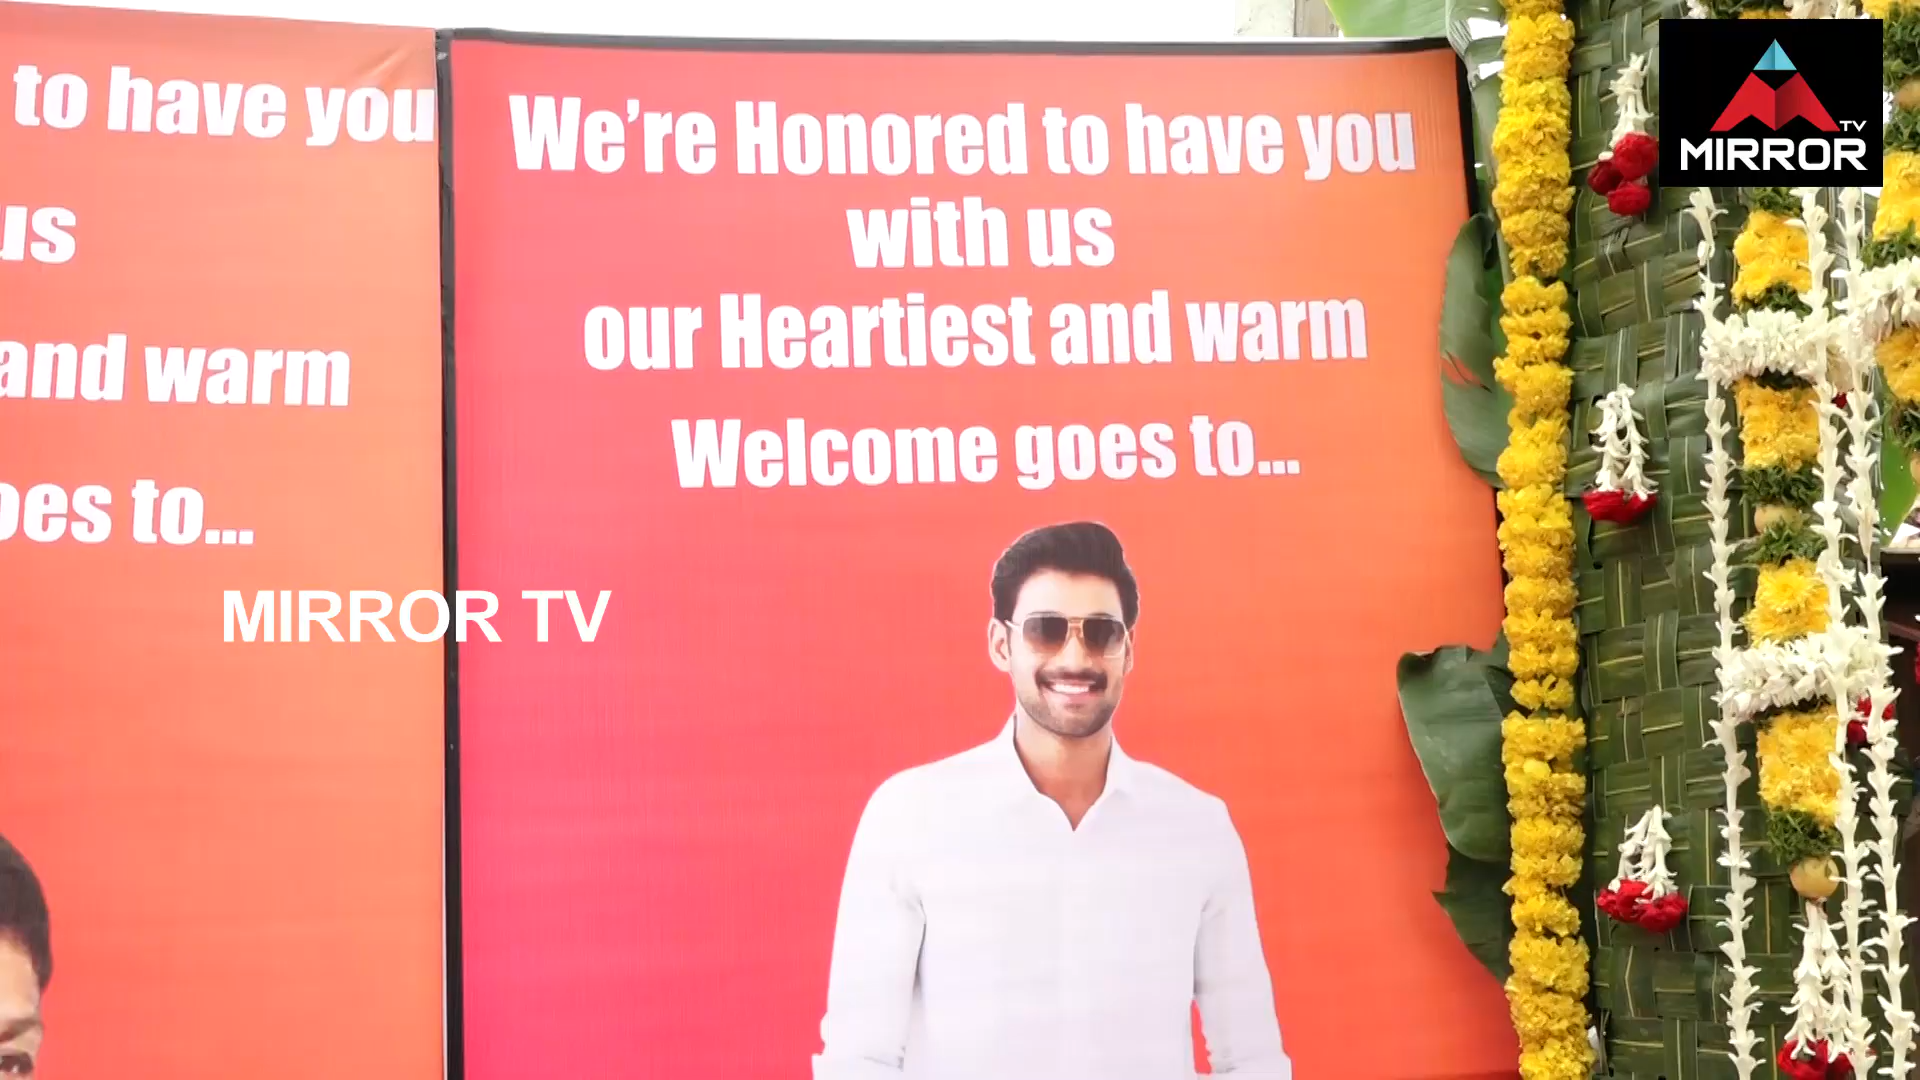 to have you
us
and warm
oes to...
We're Honored to have you
with us
our Heartiest and warm
Welcome goes to...
MIRROR TV
TV
MIRROR